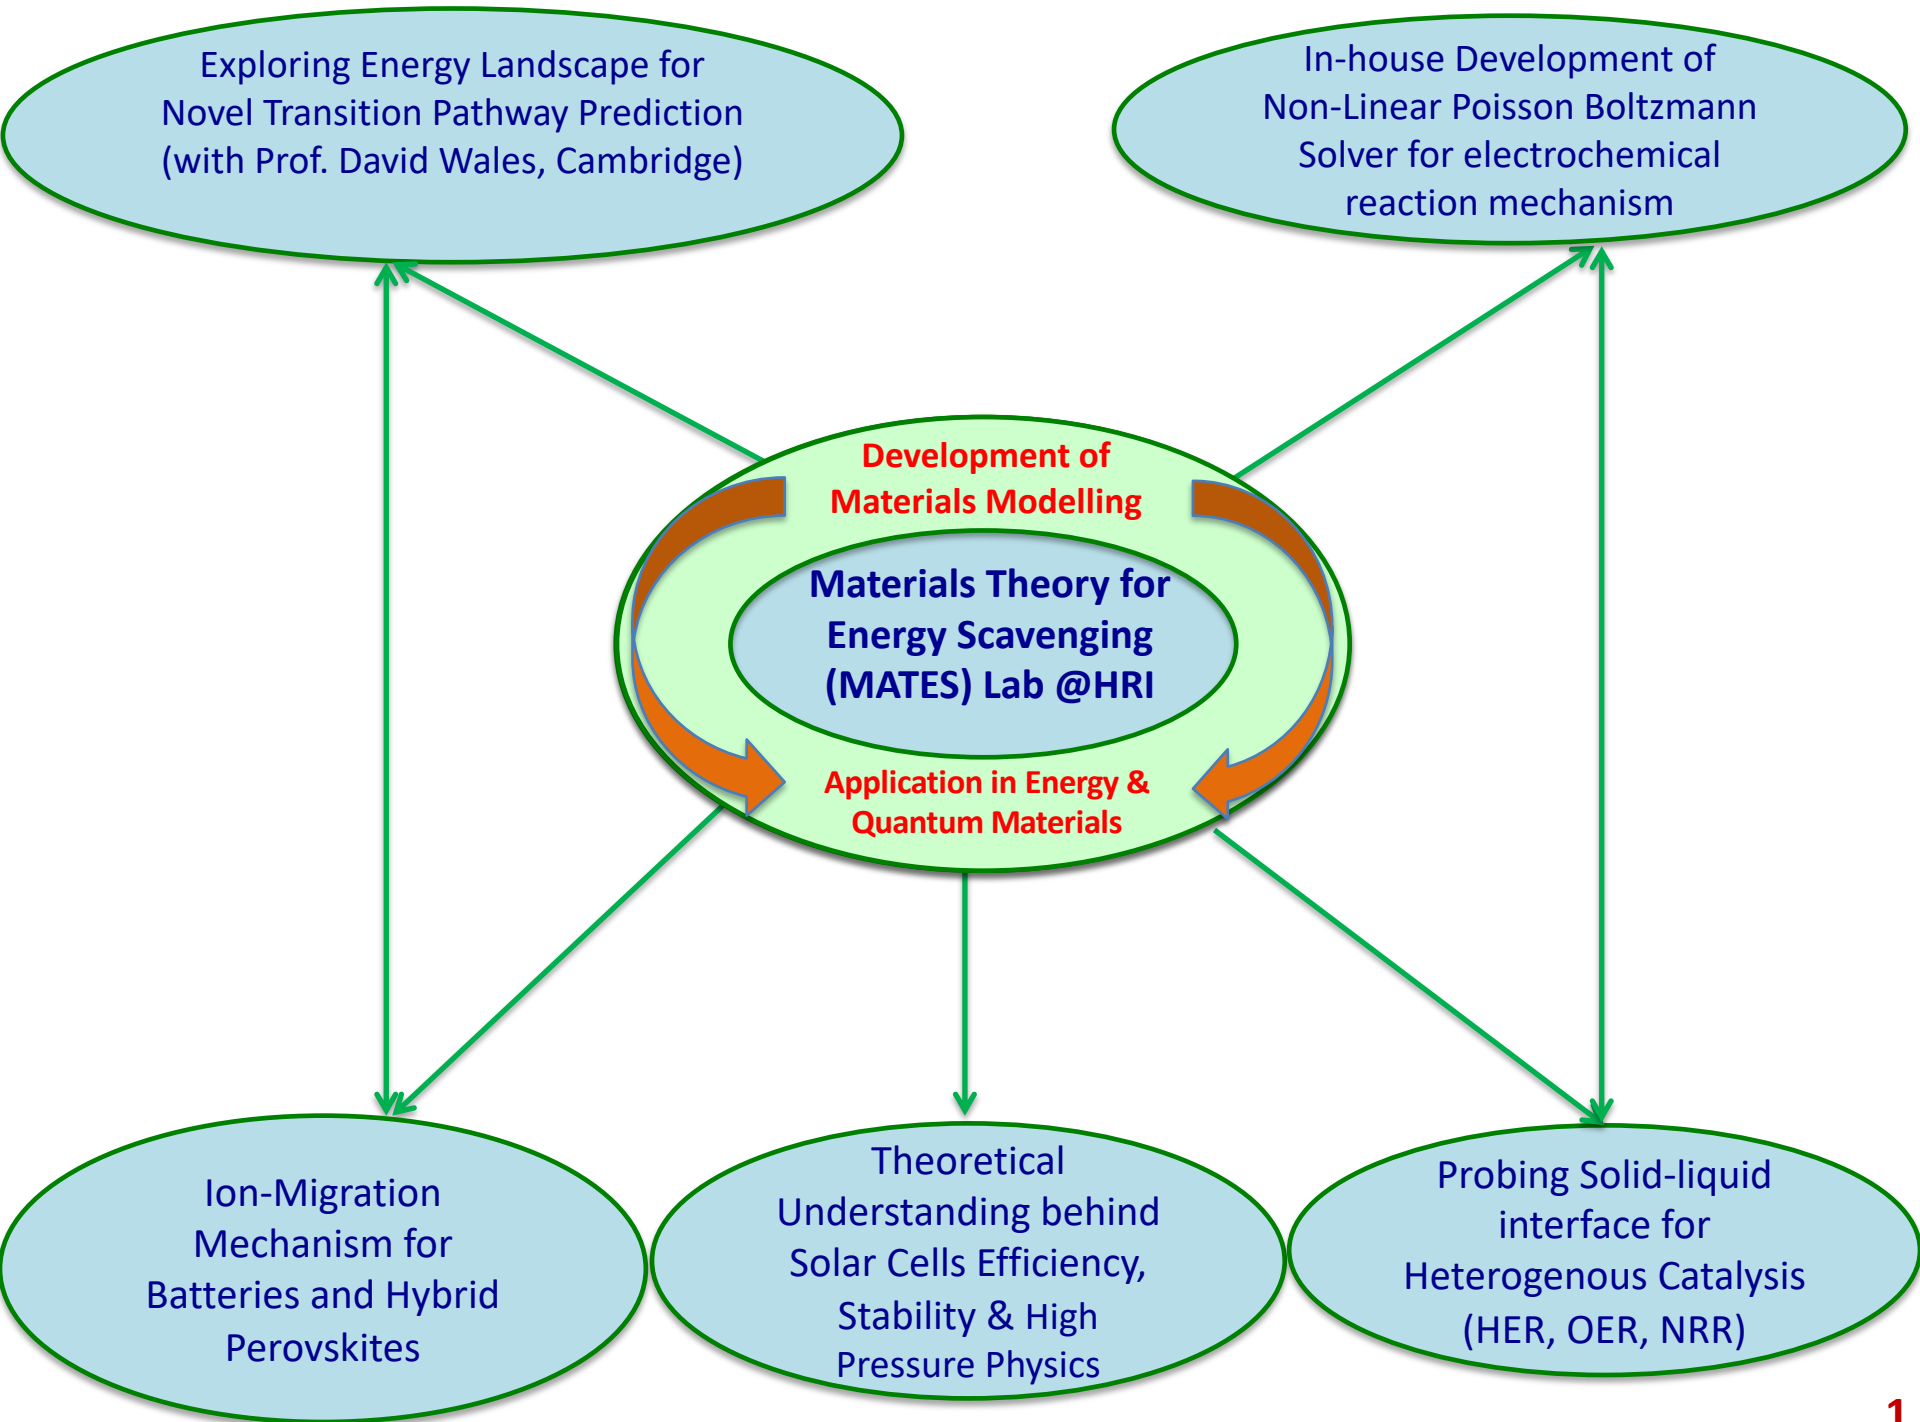 Exploring Energy Landscape for
Novel Transition Pathway Prediction
(with Prof. David Wales, Cambridge)
In-house Development of
Non-Linear Poisson Boltzmann
Solver for electrochemical
reaction mechanism
Development of
Materials Modelling
Materials Theory for
Energy Scavenging
(MATES) Lab @HRI
Application in Energy &
Quantum Materials
Ion-Migration
Mechanism for
Batteries and Hybrid
Perovskites
Theoretical
Understanding behind
Solar Cells Efficiency,
Stability & High
Pressure Physics
Probing Solid-liquid
interface for
Heterogenous Catalysis
(HER, OER, NRR)
1